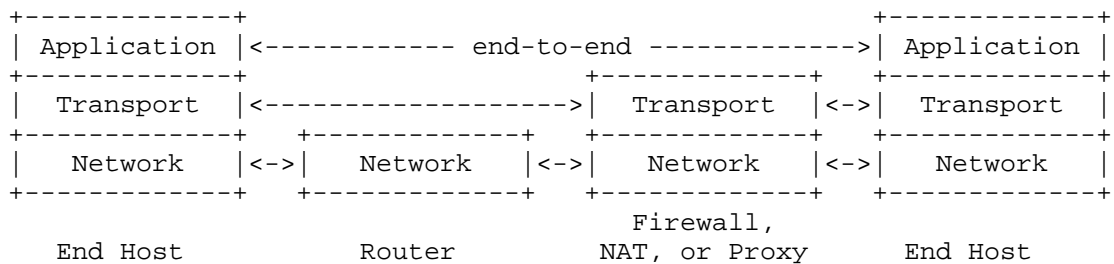 Application <------------ end-to-end -------------> Application
Transport <-------------------> Transport <-> Transport
Network <-> Network <-> Network <-> Network
Firewall,
End Host Router NAT, or Proxy End Host